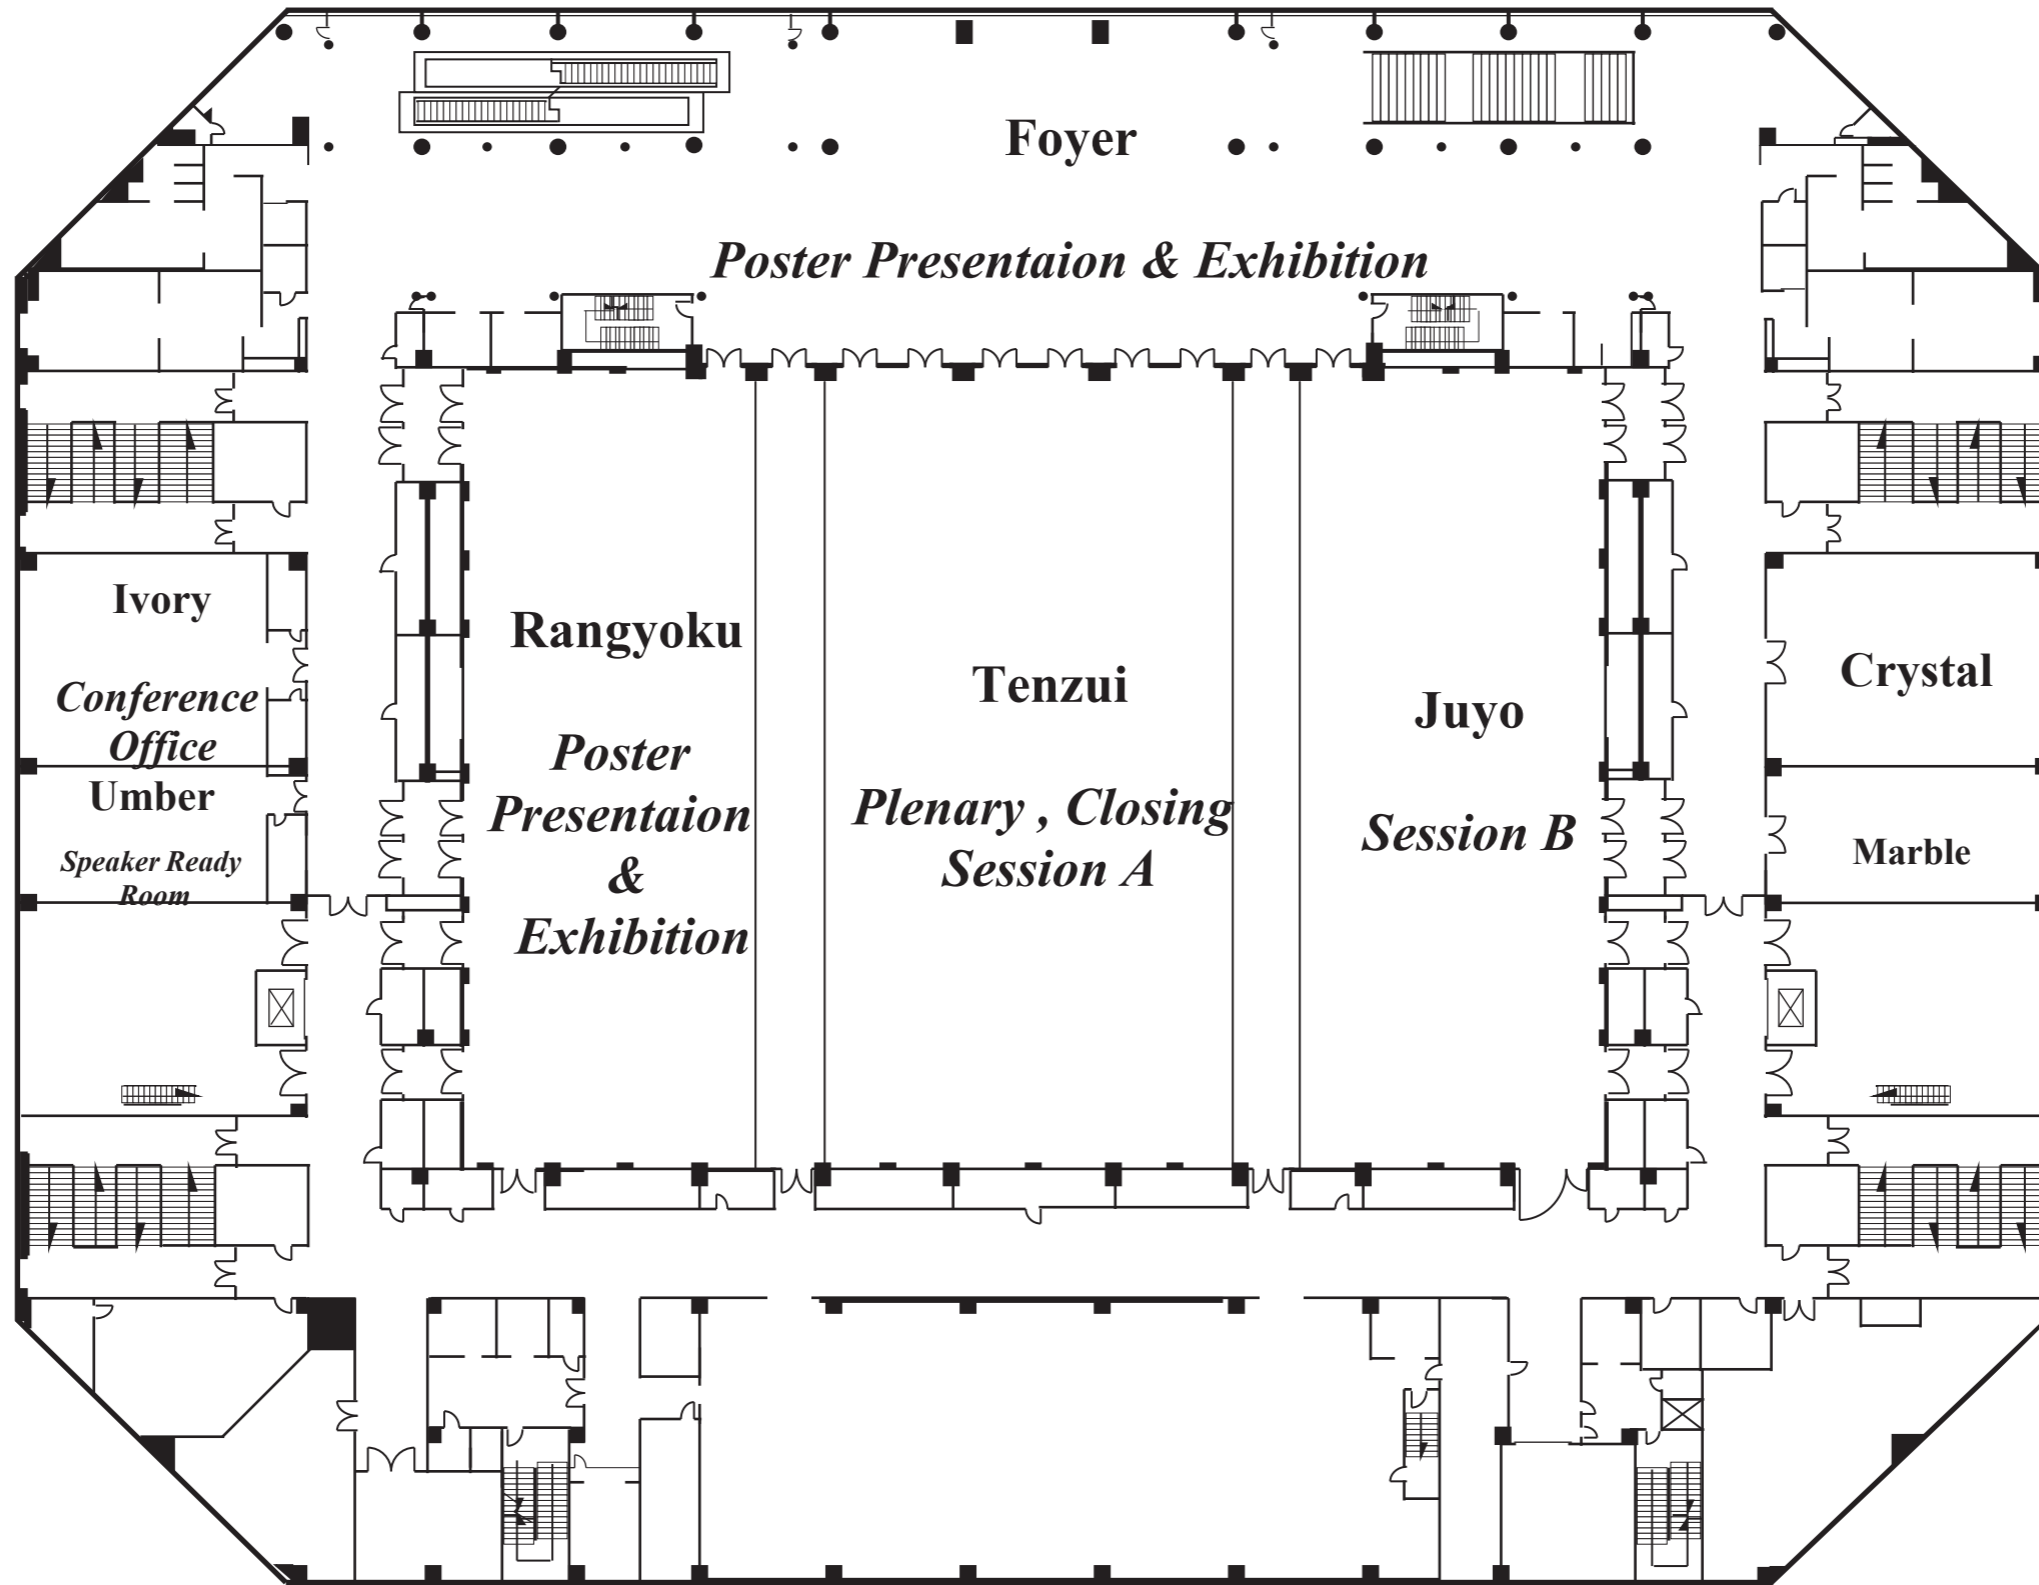 Foyer
Poster Presentaion & Exhibition
Ivory
Conference
Office
Umber
Speaker Ready
Room
Rangyoku
Poster
Presentaion
&
Exhibition
Tenzui
Plenary , Closing
Session A
Juyo
Session B
Crystal
Marble